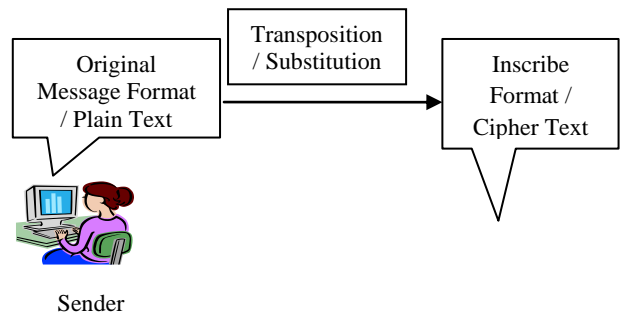 Original
Message Format
/ Plain Text
Transposition
/ Substitution
Inscribe
Format /
Cipher Text
Sender